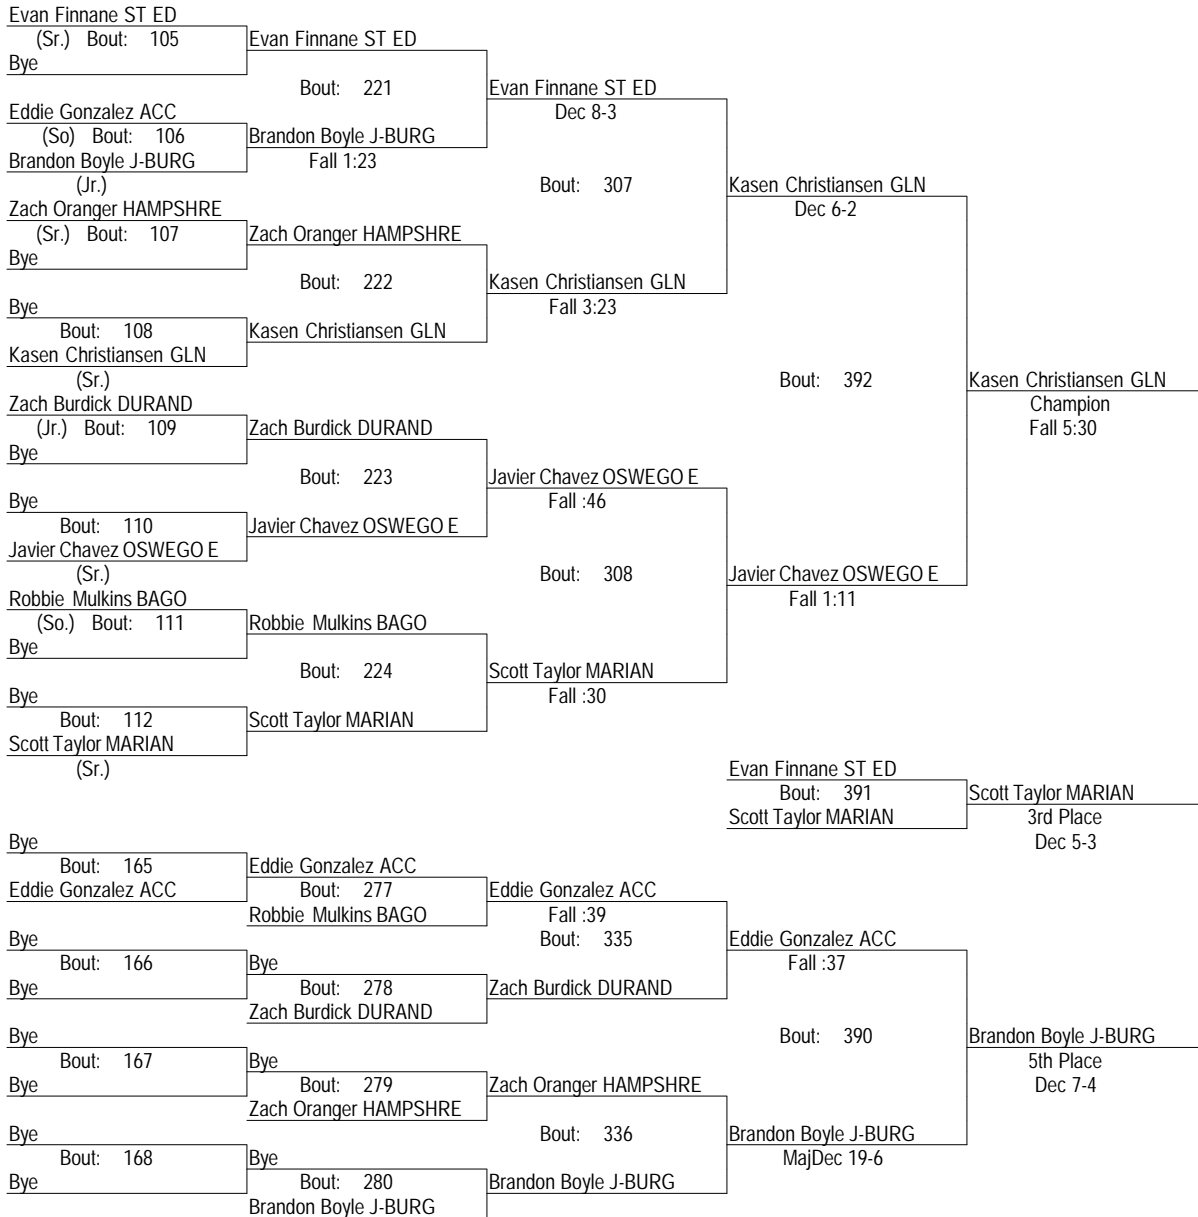 Evan Finnane ST ED
(Sr.) Bout: 105
Evan Finnane ST ED
Bye
Bout: 221
Evan Finnane ST ED
Dec 8-3
Eddie Gonzalez ACC
(So) Bout: 106
Brandon Boyle J-BURG
Brandon Boyle J-BURG
Fall 1:23
(Jr.)
Bout: 307
Kasen Christiansen GLN
Dec 6-2
Zach Oranger HAMPSHRE
(Sr.) Bout: 107
Zach Oranger HAMPSHRE
Bye
Bout: 222
Kasen Christiansen GLN
Fall 3:23
Bye
Bout: 108
Kasen Christiansen GLN
Kasen Christiansen GLN
(Sr.)
Bout: 392
Kasen Christiansen GLN
Champion
Fall 5:30
Zach Burdick DURAND
(Jr.) Bout: 109
Zach Burdick DURAND
Bye
Bout: 223
Javier Chavez OSWEGO E
Fall :46
Bye
Bout: 110
Javier Chavez OSWEGO E
Javier Chavez OSWEGO E
(Sr.)
Bout: 308
Javier Chavez OSWEGO E
Fall 1:11
Robbie Mulkins BAGO
(So.) Bout: 111
Robbie Mulkins BAGO
Bye
Bout: 224
Scott Taylor MARIAN
Fall :30
Bye
Bout: 112
Scott Taylor MARIAN
Scott Taylor MARIAN
(Sr.)
Evan Finnane ST ED
Bout: 391
Scott Taylor MARIAN
Scott Taylor MARIAN
3rd Place
Dec 5-3
Bye
Bout: 165
Eddie Gonzalez ACC
Eddie Gonzalez ACC
Bout: 277
Eddie Gonzalez ACC
Robbie Mulkins BAGO
Fall :39
Bye
Bout: 335
Eddie Gonzalez ACC
Fall :37
Bout: 166
Bye
Bye
Bout: 278
Zach Burdick DURAND
Zach Burdick DURAND
Bye
Bout: 390
Brandon Boyle J-BURG
5th Place
Dec 7-4
Bout: 167
Bye
Bye
Bout: 279
Zach Oranger HAMPSHRE
Zach Oranger HAMPSHRE
Bye
Bout: 336
Brandon Boyle J-BURG
MajDec 19-6
Bout: 168
Bye
Bye
Bout: 280
Brandon Boyle J-BURG
Brandon Boyle J-BURG